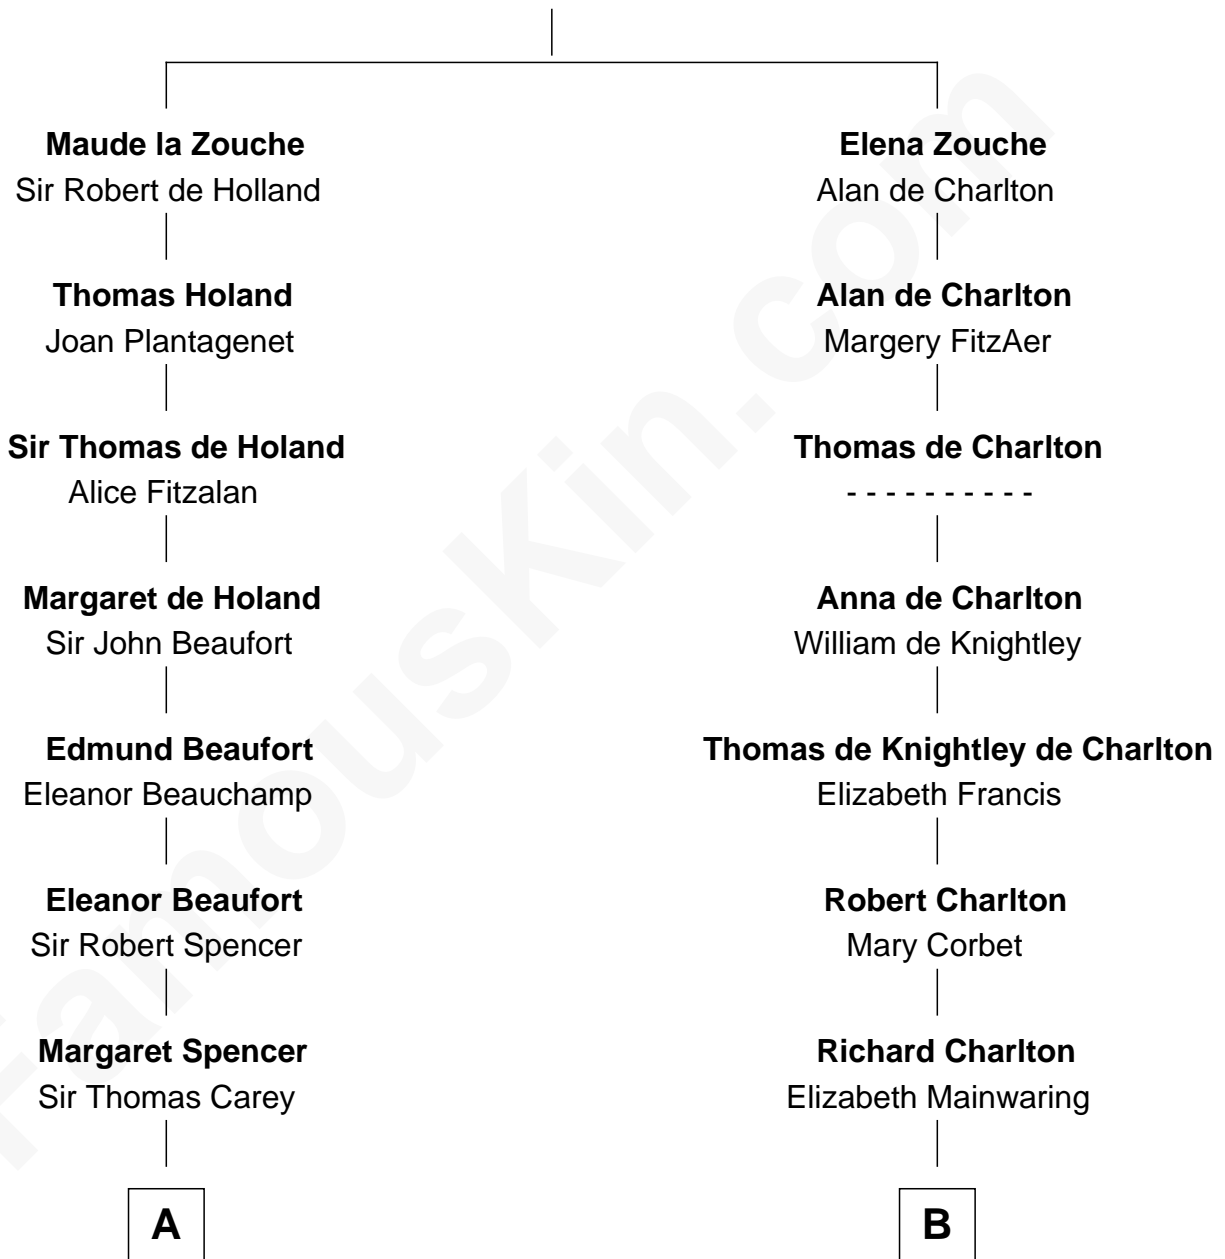 Maude la Zouche
Sir Robert de Holland
Elena Zouche
Alan de Charlton
Thomas Holand
Joan Plantagenet
Alan de Charlton
Margery FitzAer
Sir Thomas de Holand
Alice Fitzalan
Thomas de Charlton
- - - - - - - - - -
Margaret de Holand
Sir John Beaufort
Anna de Charlton
William de Knightley
Edmund Beaufort
Eleanor Beauchamp
Thomas de Knightley de Charlton
Elizabeth Francis
Eleanor Beaufort
Sir Robert Spencer
Robert Charlton
Mary Corbet
Margaret Spencer
Sir Thomas Carey
Richard Charlton
Elizabeth Mainwaring
A
B
FamousKin.com